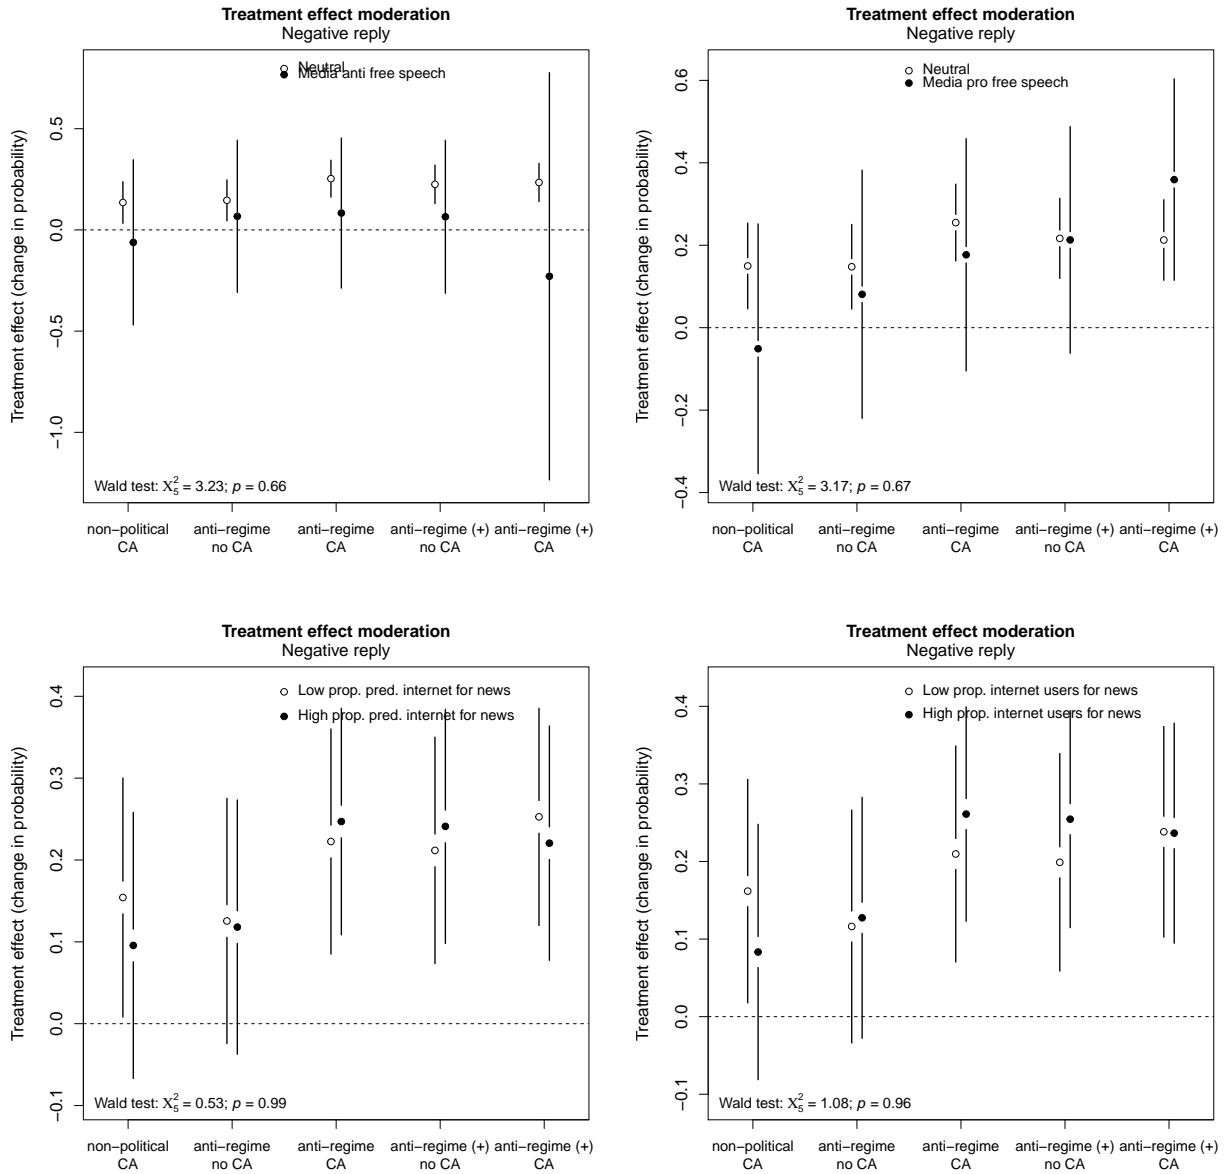 Treatment effect moderation
Negative reply
Neutral
Media anti free speech
Treatment effect (change in probability)
0.5
0.0
−0.5
−1.0
Wald test: Χ²₅ = 3.23; p = 0.66
non−political CA
anti−regime no CA
anti−regime CA
anti−regime (+) no CA
anti−regime (+) CA
Treatment effect moderation
Negative reply
Neutral
Media pro free speech
Treatment effect (change in probability)
0.6
0.4
0.2
0.0
−0.2
−0.4
Wald test: Χ²₅ = 3.17; p = 0.67
non−political CA
anti−regime no CA
anti−regime CA
anti−regime (+) no CA
anti−regime (+) CA
Treatment effect moderation
Negative reply
Low prop. pred. internet for news
High prop. pred. internet for news
Treatment effect (change in probability)
0.4
0.3
0.2
0.1
0.0
−0.1
Wald test: Χ²₅ = 0.53; p = 0.99
non−political CA
anti−regime no CA
anti−regime CA
anti−regime (+) no CA
anti−regime (+) CA
Treatment effect moderation
Negative reply
Low prop. internet users for news
High prop. internet users for news
Treatment effect (change in probability)
0.4
0.3
0.2
0.1
0.0
−0.1
Wald test: Χ²₅ = 1.08; p = 0.96
non−political CA
anti−regime no CA
anti−regime CA
anti−regime (+) no CA
anti−regime (+) CA